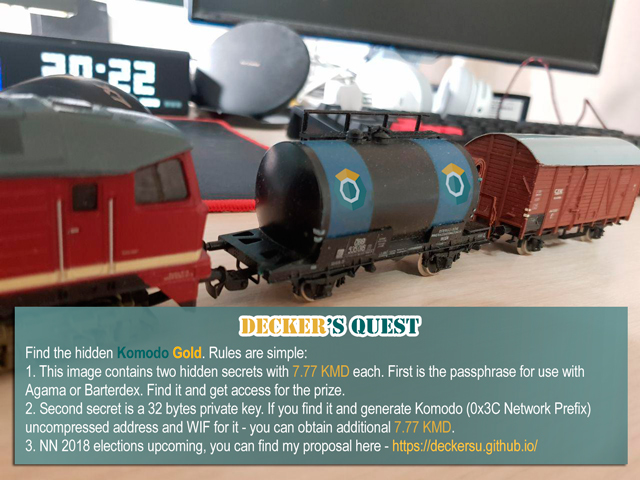 20:22
DECKER'S QUEST
Find the hidden Komodo Gold. Rules are simple:
1. This image contains two hidden secrets with 7.77 KMD each. First is the passphrase for use with
Agama or Barterdex. Find it and get access for the prize.
2. Second secret is a 32 bytes private key. If you find it and generate Komodo (0x3C Network Prefix)
uncompressed address and WIF for it - you can obtain additional 7.77 KMD.
3. NN 2018 elections upcoming, you can find my proposal here - https://deckersu.github.io/